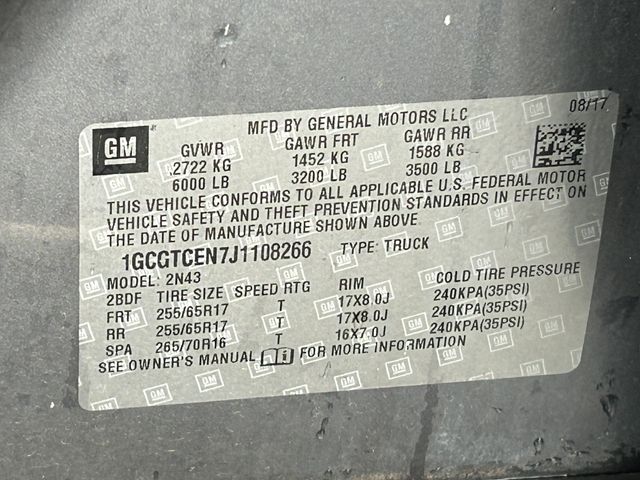 GM
MFD BY GENERAL MOTORS LLC 08/17
GVWR GAWR FRT GAWR RR
2722 KG 1452 KG 1588 KG
6000 LB 3200 LB 3500 LB
THIS VEHICLE CONFORMS TO ALL APPLICABLE U.S. FEDERAL MOTOR
VEHICLE SAFETY AND THEFT PREVENTION STANDARDS IN EFFECT ON
THE DATE OF MANUFACTURE SHOWN ABOVE
1GCGTCEN7J1108266 TYPE: TRUCK
MODEL: 2N43
2BDF TIRE SIZE SPEED RTG RIM COLD TIRE PRESSURE
FRT 255/65R17 T 17X8.0J 240KPA(35PSI)
RR 255/65R17 T 17X8.0J 240KPA(35PSI)
SPA 265/70R16 T 16X7.0J 240KPA(35PSI)
SEE OWNER'S MANUAL FOR MORE INFORMATION